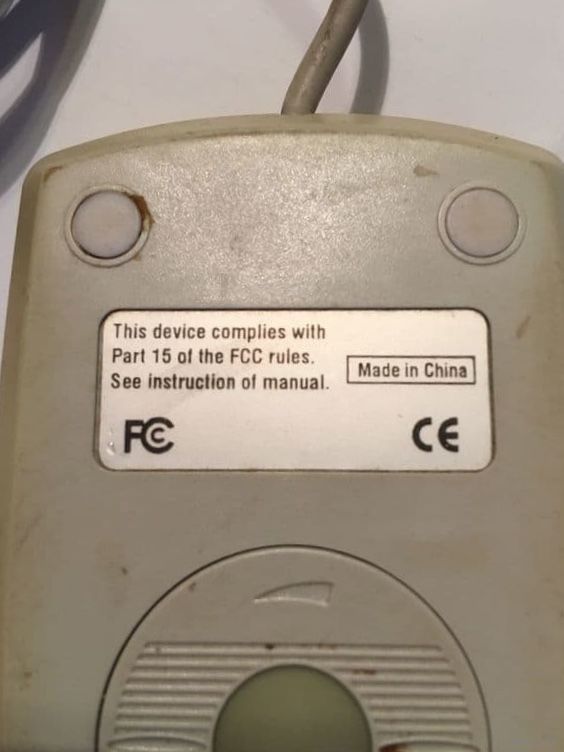 This device complies with
Part 15 of the FCC rules.
See instruction of manual.
Made in China
FC
CE